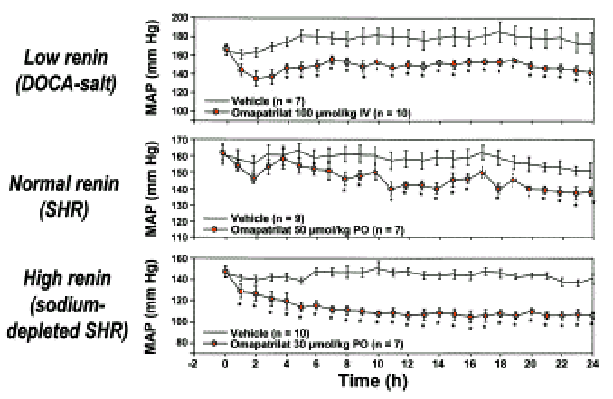 Low renin
(DOCA-salt)
MAP (mm Hg)
200
180
160
140
120
100
Vehicle (n = 7)
Omapatrilat 100 μmol/kg IV (n = 10)
Normal renin
(SHR)
MAP (mm Hg)
170
160
150
140
130
120
110
Vehicle (n = 9)
Omapatrilat 50 μmol/kg PO (n = 7)
High renin
(sodium-
depleted SHR)
MAP (mm Hg)
160
140
120
100
80
Vehicle (n = 10)
Omapatrilat 30 μmol/kg PO (n = 7)
-2 0 2 4 6 8 10 12 14 16 18 20 22 24
Time (h)